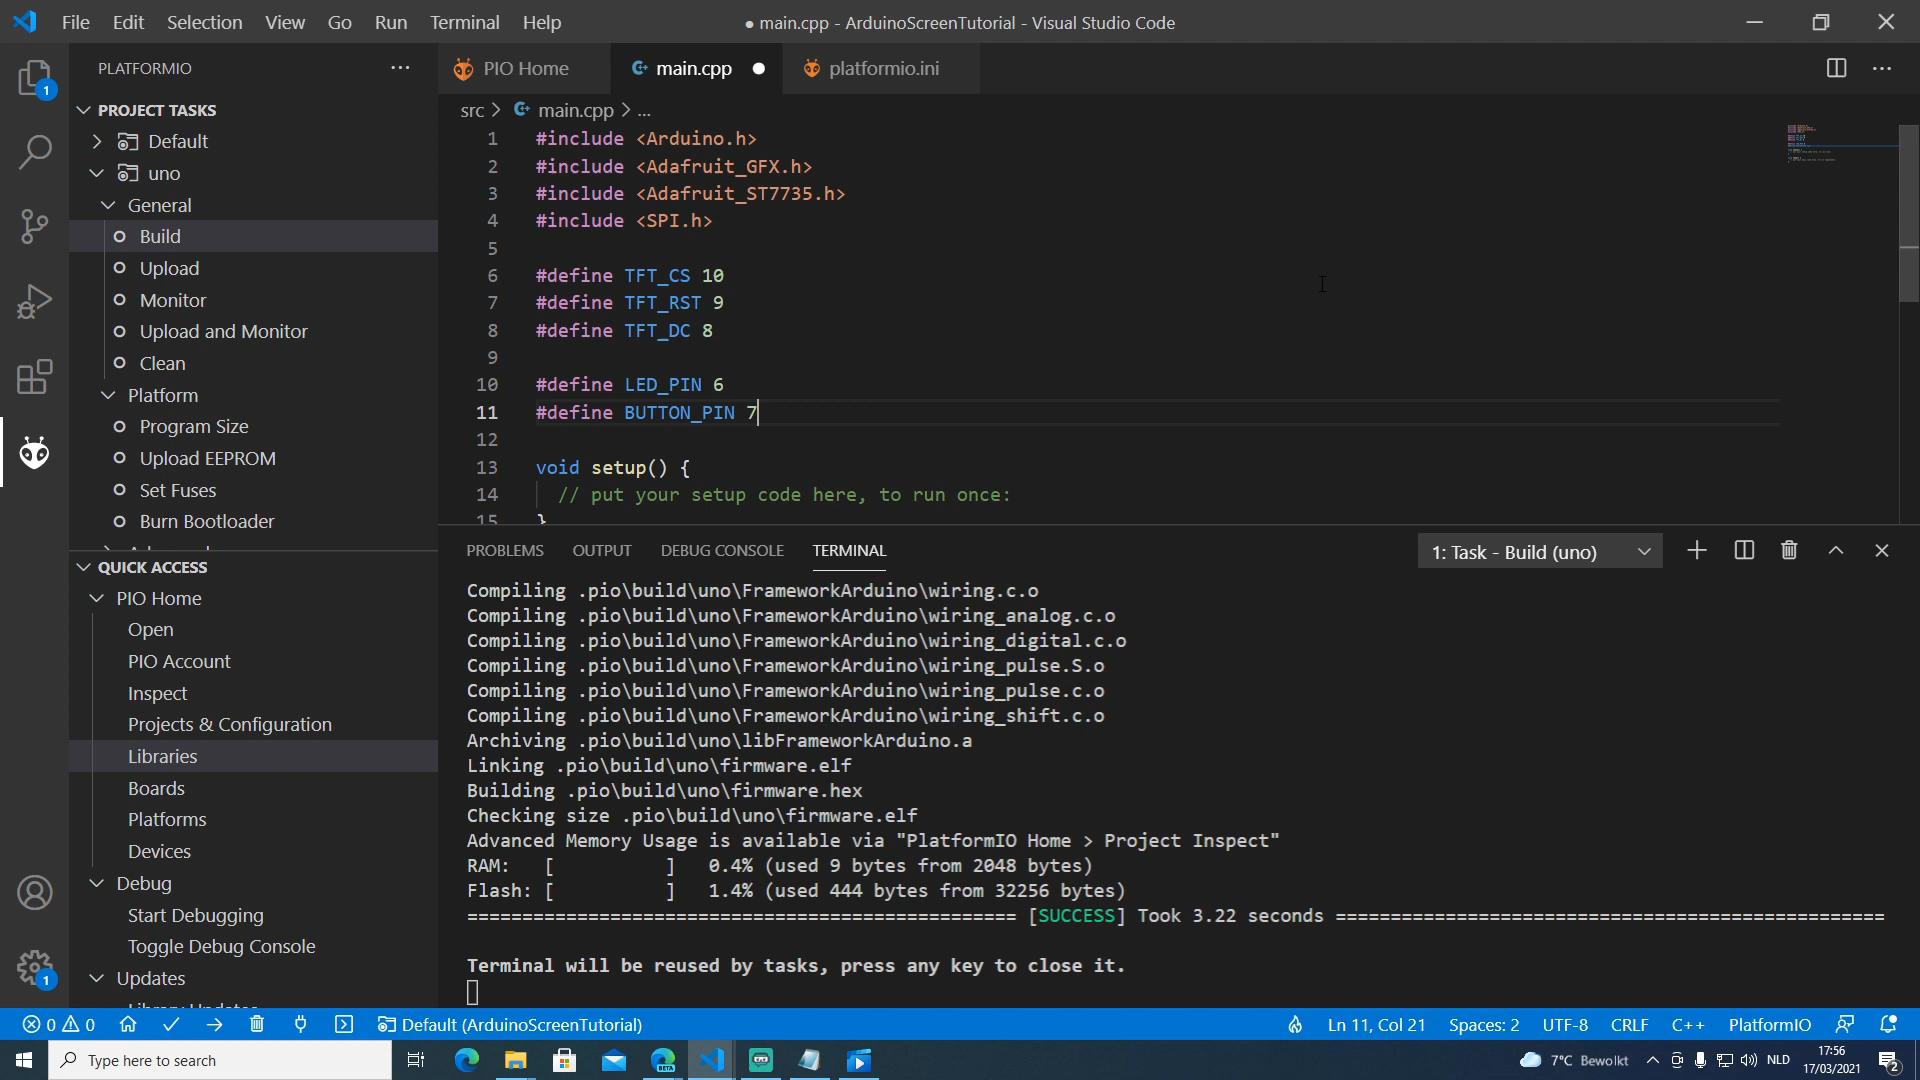 File Edit Selection View Go Run Terminal Help
● main.cpp - ArduinoScreenTutorial - Visual Studio Code
PLATFORMIO
PROJECT TASKS
Default
uno
General
Build
Upload
Monitor
Upload and Monitor
Clean
Platform
Program Size
Upload EEPROM
Set Fuses
Burn Bootloader
QUICK ACCESS
PIO Home
Open
PIO Account
Inspect
Projects & Configuration
Libraries
Boards
Platforms
Devices
Debug
Start Debugging
Toggle Debug Console
Updates
1
1
PIO Home main.cpp ● platformio.ini
src > main.cpp > ...
1 #include <Arduino.h>
2 #include <Adafruit_GFX.h>
3 #include <Adafruit_ST7735.h>
4 #include <SPI.h>
5
6 #define TFT_CS 10
7 #define TFT_RST 9
8 #define TFT_DC 8
9
10 #define LED_PIN 6
11 #define BUTTON_PIN 7
12
13 void setup() {
14 // put your setup code here, to run once:
15 }
PROBLEMS OUTPUT DEBUG CONSOLE TERMINAL
1: Task - Build (uno)
Compiling .pio\build\uno\FrameworkArduino\wiring.c.o
Compiling .pio\build\uno\FrameworkArduino\wiring_analog.c.o
Compiling .pio\build\uno\FrameworkArduino\wiring_digital.c.o
Compiling .pio\build\uno\FrameworkArduino\wiring_pulse.S.o
Compiling .pio\build\uno\FrameworkArduino\wiring_pulse.c.o
Compiling .pio\build\uno\FrameworkArduino\wiring_shift.c.o
Archiving .pio\build\uno\libFrameworkArduino.a
Linking .pio\build\uno\firmware.elf
Building .pio\build\uno\firmware.hex
Checking size .pio\build\uno\firmware.elf
Advanced Memory Usage is available via "PlatformIO Home > Project Inspect"
RAM: [          ] 0.4% (used 9 bytes from 2048 bytes)
Flash: [          ] 1.4% (used 444 bytes from 32256 bytes)
================================================== [SUCCESS] Took 3.22 seconds ==================================================
Terminal will be reused by tasks, press any key to close it.
0 0 Default (ArduinoScreenTutorial) Ln 11, Col 21 Spaces: 2 UTF-8 CRLF C++ PlatformIO
Type here to search
BETA
7°C Bewolkt NLD
17:56
17/03/2021
2